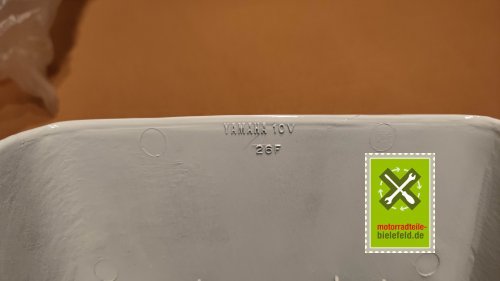 YAMAHA 10V
26F
motorradteile-
bielefeld.de